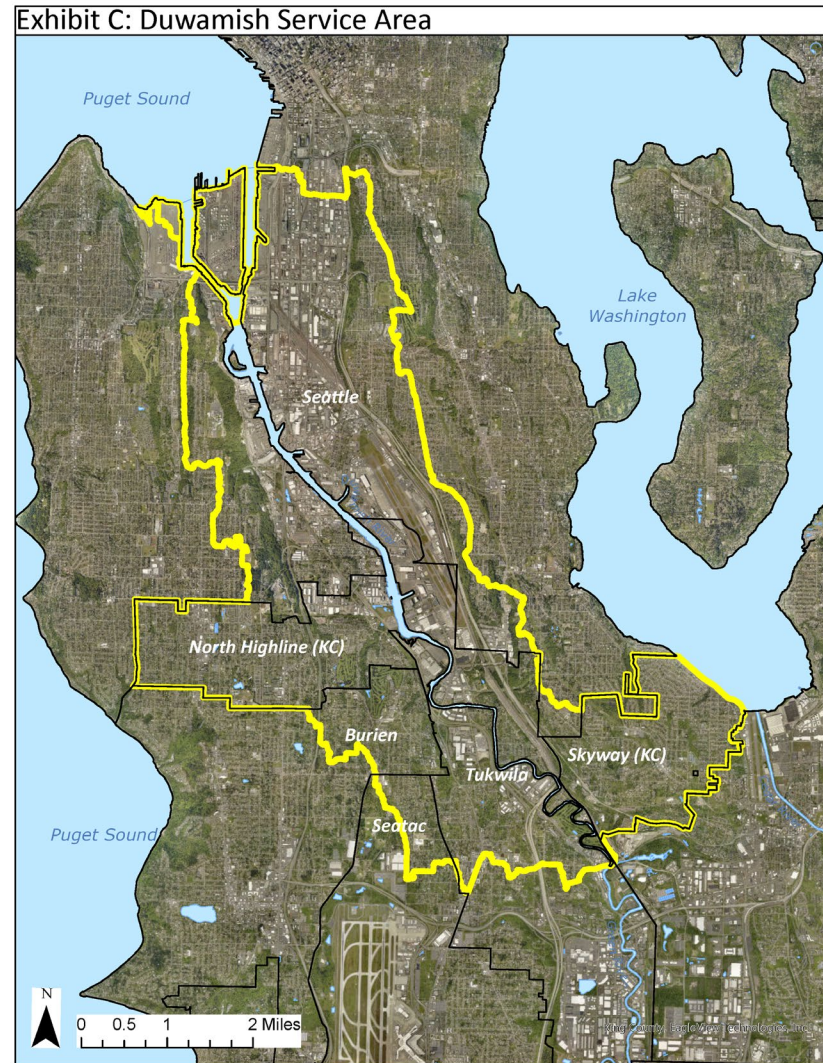 Exhibit C: Duwamish Service Area
Puget Sound
Lake
Washington
Seattle
North Highline (KC)
Burien
Skyway (KC)
Tukwila
Seatac
Puget Sound
N
0 0.5 1 2 Miles
King County, EagleView Technologies, Inc.